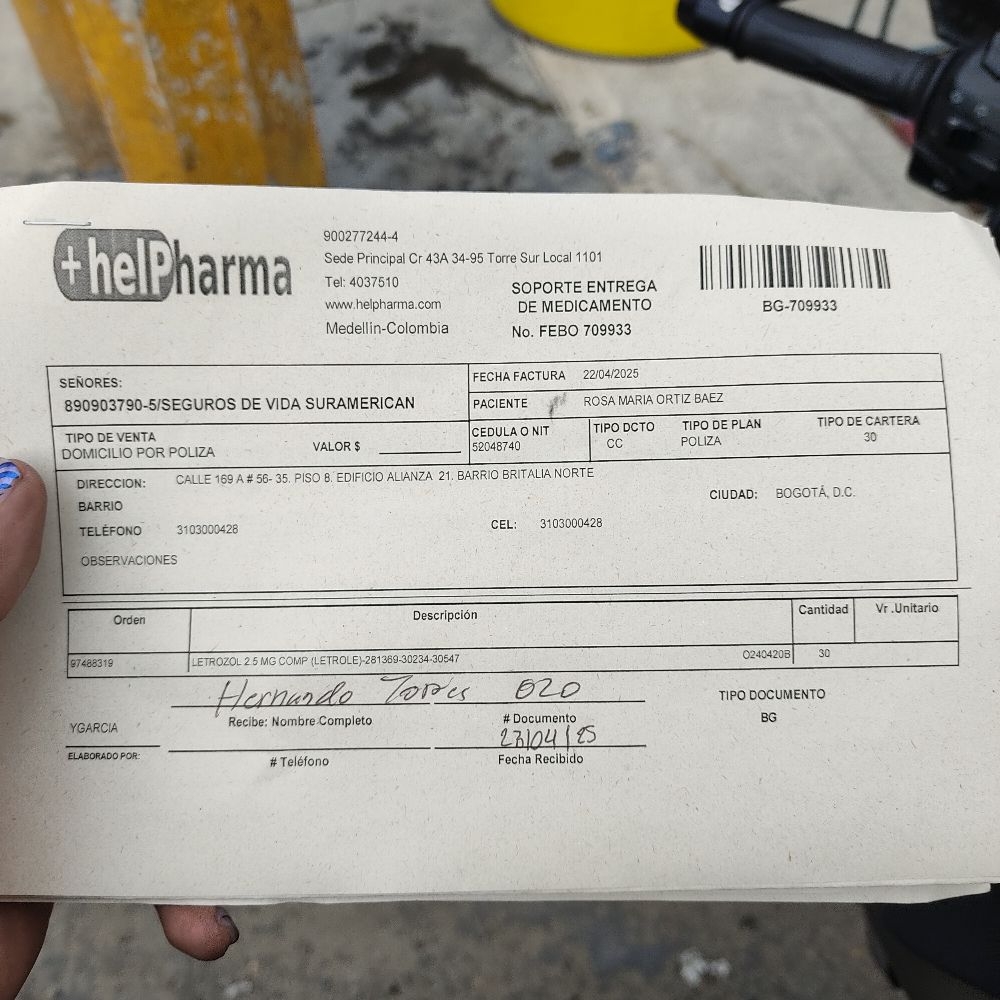 +helPharma
900277244-4
Sede Principal Cr 43A 34-95 Torre Sur Local 1101
Tel: 4037510
www.helpharma.com
Medellin-Colombia
SOPORTE ENTREGA
DE MEDICAMENTO
No. FEBO 709933
BG-709933
SEÑORES:
890903790-5/SEGUROS DE VIDA SURAMERICAN
FECHA FACTURA 22/04/2025
PACIENTE ROSA MARIA ORTIZ BAEZ
TIPO DE VENTA
DOMICILIO POR POLIZA
VALOR $
CEDULA O NIT
52048740
TIPO DCTO
CC
TIPO DE PLAN
POLIZA
TIPO DE CARTERA
30
DIRECCION: CALLE 169 A # 56- 35. PISO 8. EDIFICIO ALIANZA 21. BARRIO BRITALIA NORTE
BARRIO
CIUDAD: BOGOTÁ, D.C.
TELÉFONO 3103000428
CEL: 3103000428
OBSERVACIONES
Orden Descripción Cantidad Vr .Unitario
97488319 LETROZOL 2.5 MG COMP (LETROLE)-281369-30234-30547 O240420B 30
Hernando Torres 020
Recibe: Nombre Completo # Documento
TIPO DOCUMENTO
BG
YGARCIA
ELABORADO POR:
# Teléfono
/04/25
Fecha Recibido